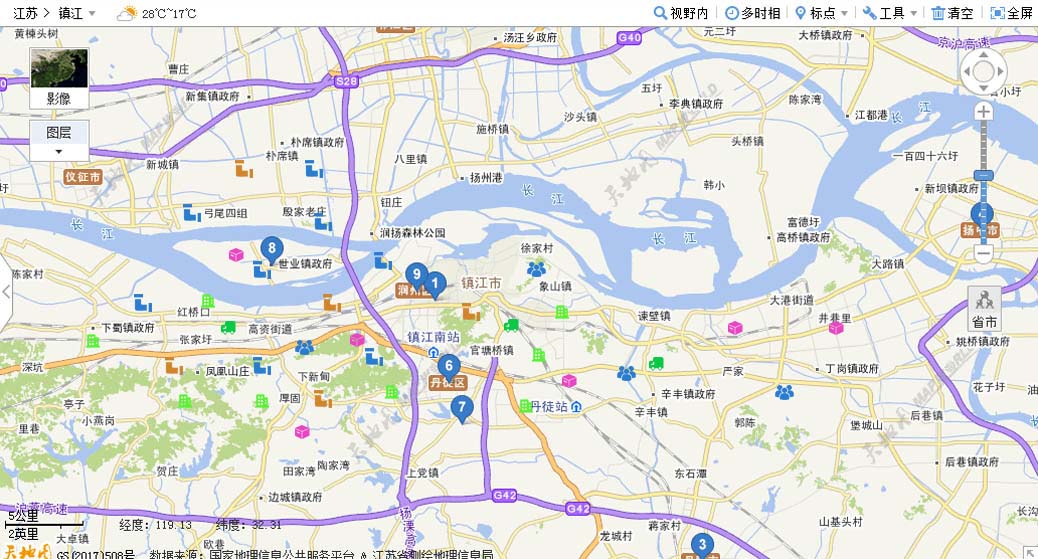 江苏 > 镇江 28℃~17℃ 视野内 多时相 标点 工具 清空 全屏
黄楝头树
汤汪乡政府
G40
元二圩
大桥镇政府
京沪高速
影像
图层
曹庄
S28
新集镇政府
五圩
李典镇政府
陈家湾
小圩
沙头镇
江都港
长江
施桥镇
朴席镇政府
朴席镇
头桥镇
新城镇
八里镇
一百四十六圩
仪征市
扬州港
韩小
新坝镇政府
弓尾四组
殷家老庄
钮庄
长江
富德圩
高桥镇政府
长江
润扬森林公园
长江
徐家村
8
世业镇政府
大路镇
陈家村
9
1
润州区
镇江市
象山镇
大港街道
省市
红桥口
井巷里
下蜀镇政府
高资街道
谏壁镇
张家圩
镇江南站
姚桥镇政府
官塘桥镇
深坑
凤凰山庄
下新甸
6
丹徒区
严家
丁岗镇政府
花子圩
亭子
厚固
7
丹徒站
辛丰镇政府
辛丰镇
小燕岗
后巷村
里巷
郭陈
堡城山
贺庄
田家湾
陶家湾
上党镇
东石潭
后巷镇政府
边城镇政府
G42
G42
沪蓉高速
扬溧高速
5公里
2英里
经度：119.13 纬度：32.31
大卓镇
欧巷
龙城村
蒋家村
山基头村
长沟
3
天地图 GS(2017)508号 数据来源：国家地理信息公共服务平台 & 江苏省测绘地理信息局